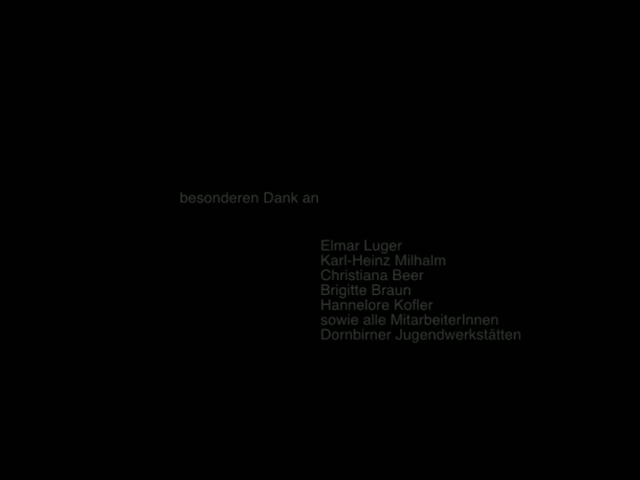 besonderen Dank an
Elmar Luger
Karl-Heinz Milhalm
Christiana Beer
Brigitte Braun
Hannelore Kofler
sowie alle MitarbeiterInnen
Dornbirner Jugendwerkstätten